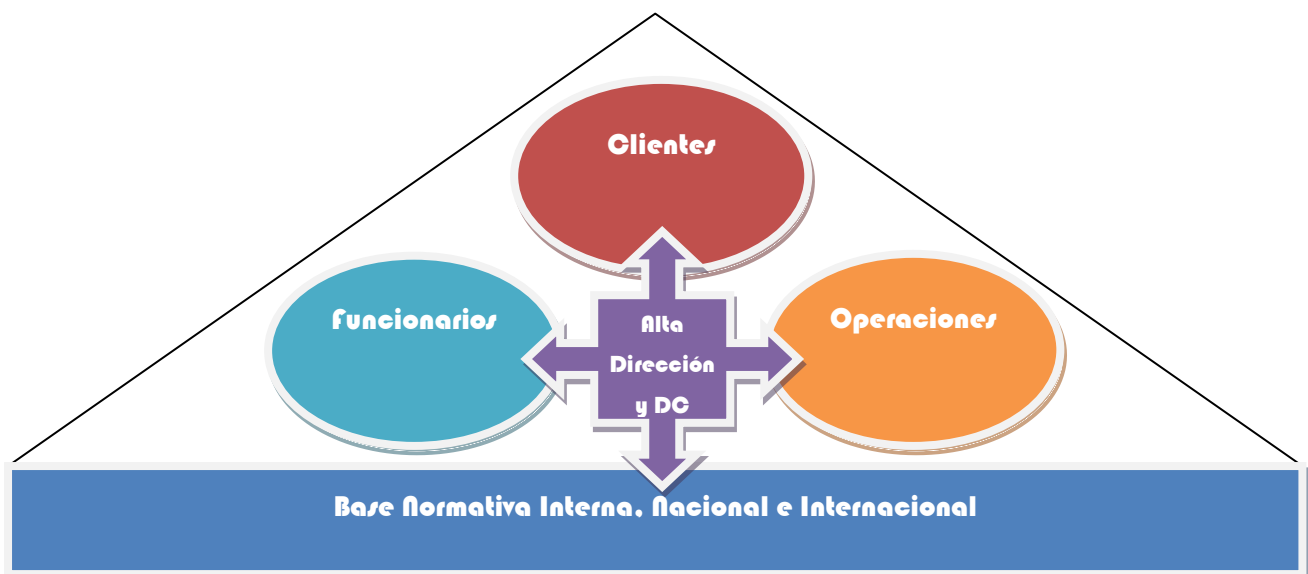 Clientes
Funcionarios
Alta
Dirección
y DC
Operaciones
Base Normativa Interna, Nacional e Internacional